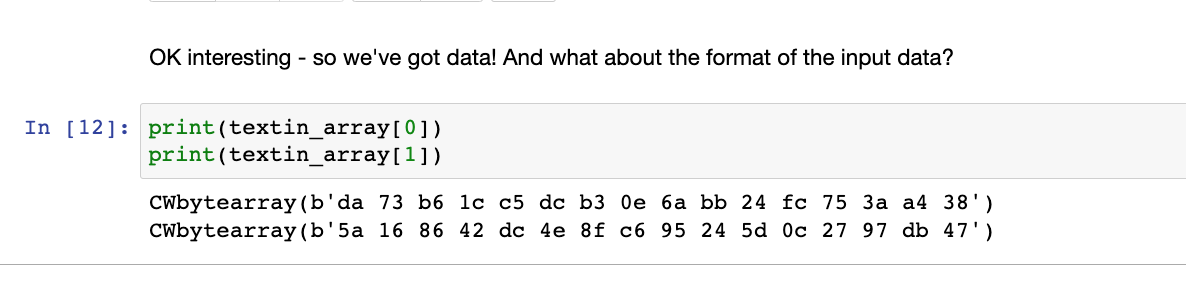 OK interesting - so we've got data! And what about the format of the input data?
In [12]: print(textin_array[0])
print(textin_array[1])
CWbytearray(b'da 73 b6 1c c5 dc b3 0e 6a bb 24 fc 75 3a a4 38')
CWbytearray(b'5a 16 86 42 dc 4e 8f c6 95 24 5d 0c 27 97 db 47')